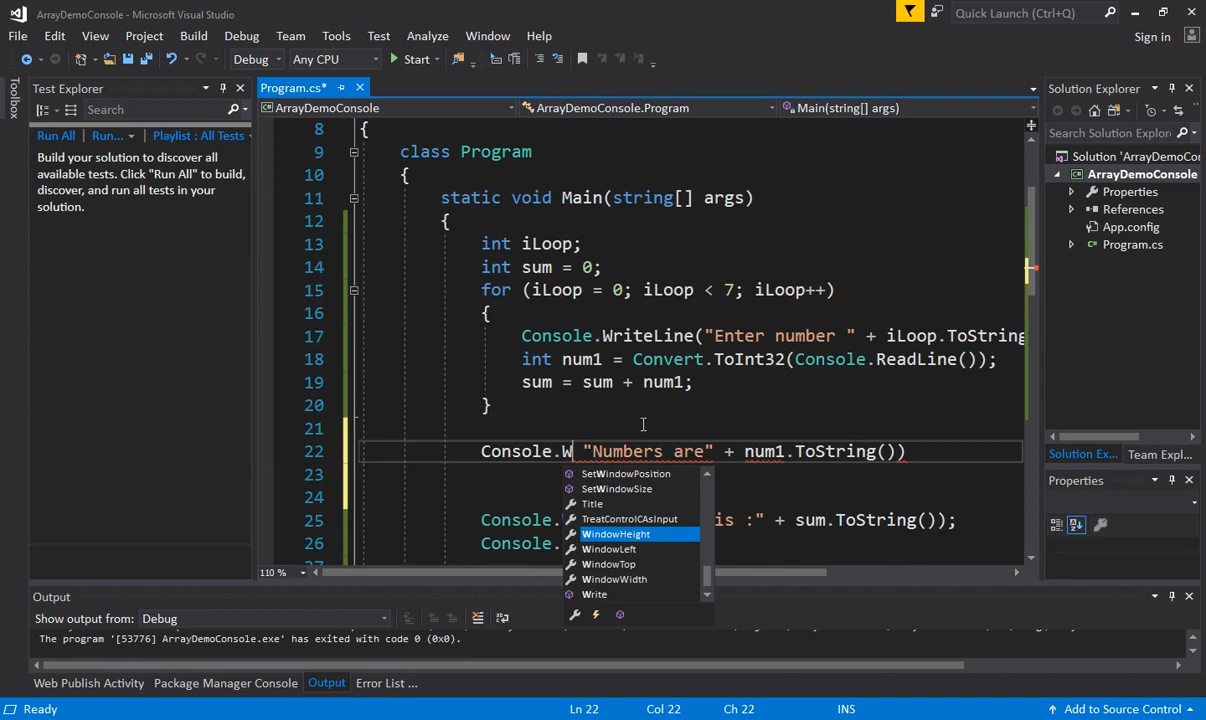 ArrayDemoConsole - Microsoft Visual Studio
Quick Launch (Ctrl+Q)
File Edit View Project Build Debug Team Tools Test Analyze Window Help
Sign in
Debug Any CPU Start
Toolbox
Test Explorer
Search
Run All Run... Playlist : All Tests
Build your solution to discover all
available tests. Click "Run All" to build,
discover, and run all tests in your
solution.
Program.cs*
ArrayDemoConsole ArrayDemoConsole.Program Main(string[] args)
8 {
9 class Program
10 {
11 static void Main(string[] args)
12 {
13 int iLoop;
14 int sum = 0;
15 for (iLoop = 0; iLoop < 7; iLoop++)
16 {
17 Console.WriteLine("Enter number " + iLoop.ToString
18 int num1 = Convert.ToInt32(Console.ReadLine());
19 sum = sum + num1;
20 }
21
22 Console.W "Numbers are" + num1.ToString())
23
24
25 Console. is :" + sum.ToString());
26 Console.
SetWindowPosition
SetWindowSize
Title
TreatControlCAsInput
WindowHeight
WindowLeft
WindowTop
WindowWidth
Write
110 %
Solution Explorer
Search Solution Explor
Solution 'ArrayDemoCor
ArrayDemoConsole
Properties
References
App.config
Program.cs
Solution Ex... Team Explor...
Properties
Output
Show output from: Debug
The program '[53776] ArrayDemoConsole.exe' has exited with code 0 (0x0).
Web Publish Activity Package Manager Console Output Error List ...
Ready Ln 22 Col 22 Ch 22 INS Add to Source Control